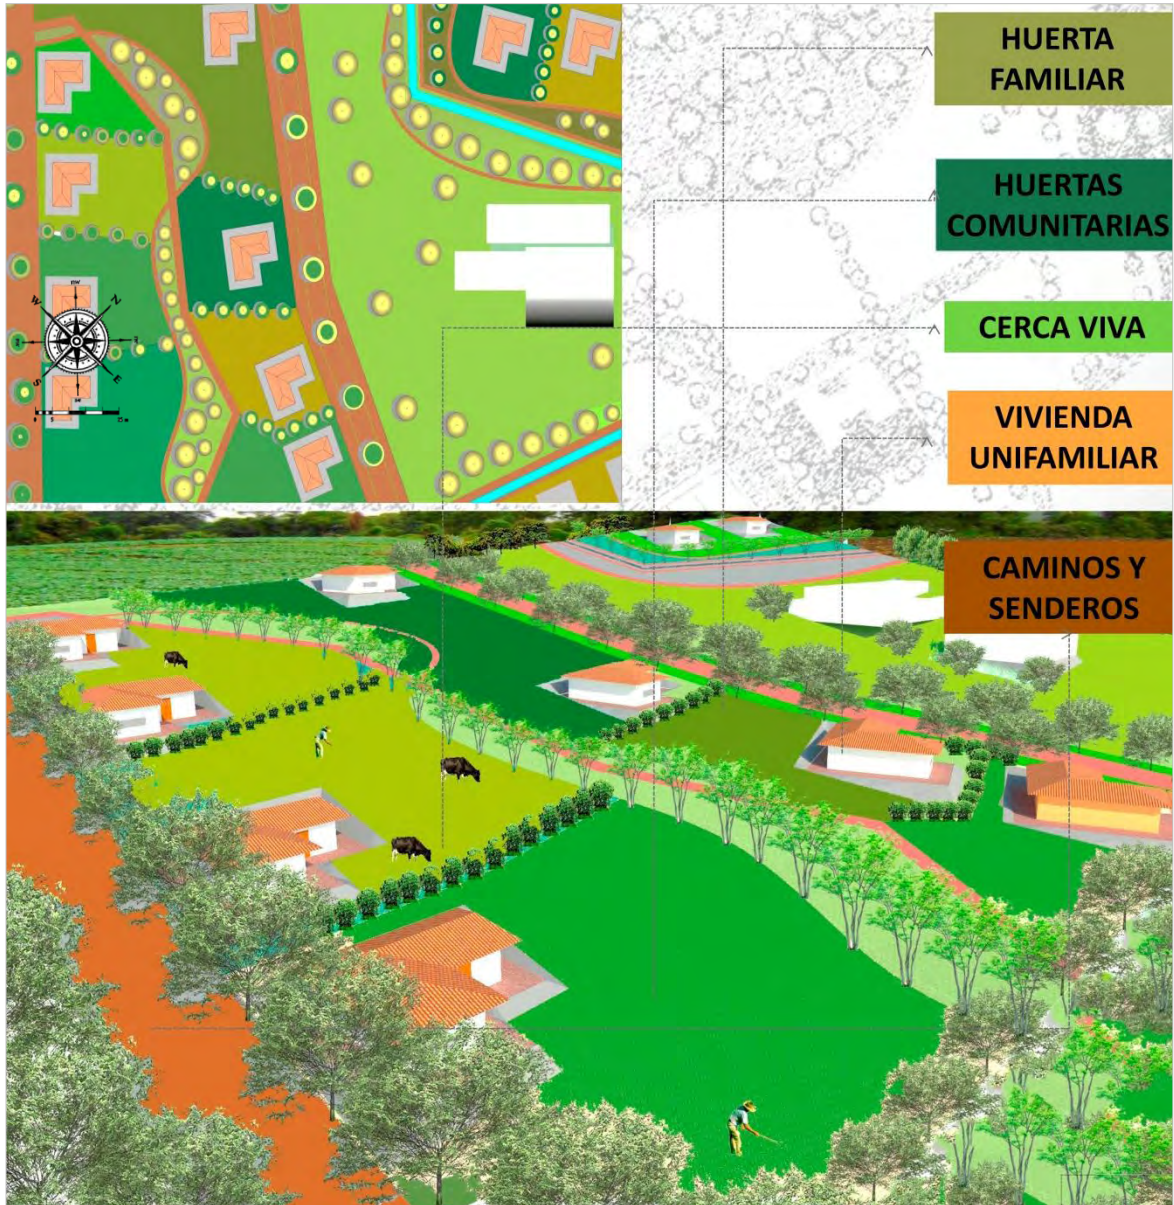 HUERTA
FAMILIAR
HUERTAS
COMUNITARIAS
CERCA VIVA
VIVIENDA
UNIFAMILIAR
CAMINOS Y
SENDEROS
W
N
S
E